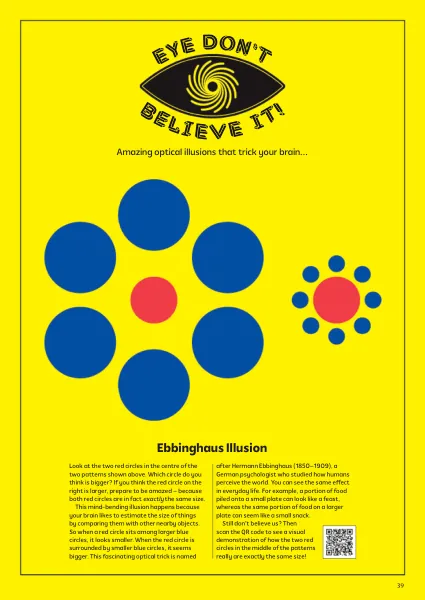 EYE DON'T
BELIEVE IT!
Amazing optical illusions that trick your brain...
Ebbinghaus Illusion
Look at the two red circles in the centre of the
two patterns shown above. Which circle do you
think is bigger? If you think the red circle on the
right is larger, prepare to be amazed – because
both red circles are in fact exactly the same size.
This mind-bending illusion happens because
your brain likes to estimate the size of things
by comparing them with other nearby objects.
So when a red circle sits among larger blue
circles, it looks smaller. When the red circle is
surrounded by smaller blue circles, it seems
bigger. This fascinating optical trick is named
after Hermann Ebbinghaus (1850–1909), a
German psychologist who studied how humans
perceive the world. You can see the same effect
in everyday life. For example, a portion of food
piled onto a small plate can look like a feast,
whereas the same portion of food on a larger
plate can seem like a small snack.
Still don't believe us? Then
scan the QR code to see a visual
demonstration of how the two red
circles in the middle of the patterns
really are exactly the same size!
39